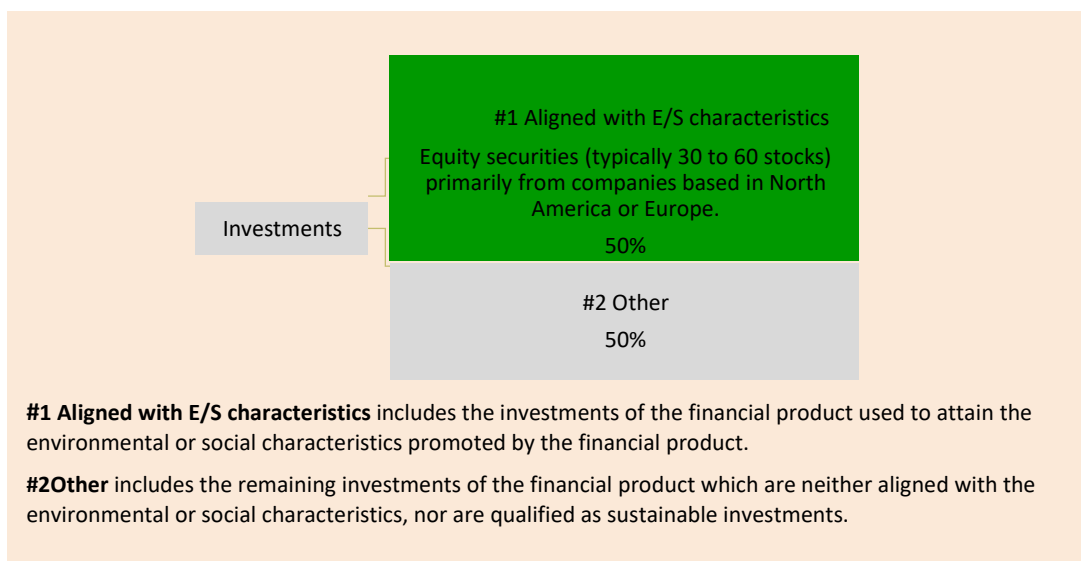 #1 Aligned with E/S characteristics
Equity securities (typically 30 to 60 stocks)
primarily from companies based in North
America or Europe.
50%
Investments
#2 Other
50%
#1 Aligned with E/S characteristics includes the investments of the financial product used to attain the
environmental or social characteristics promoted by the financial product.
#2Other includes the remaining investments of the financial product which are neither aligned with the
environmental or social characteristics, nor are qualified as sustainable investments.